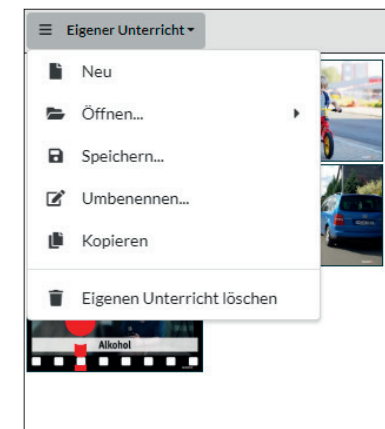 Eigener Unterricht
Neu
Öffnen...
Speichern...
Umbenennen...
Kopieren
Eigenen Unterricht löschen
Alkohol